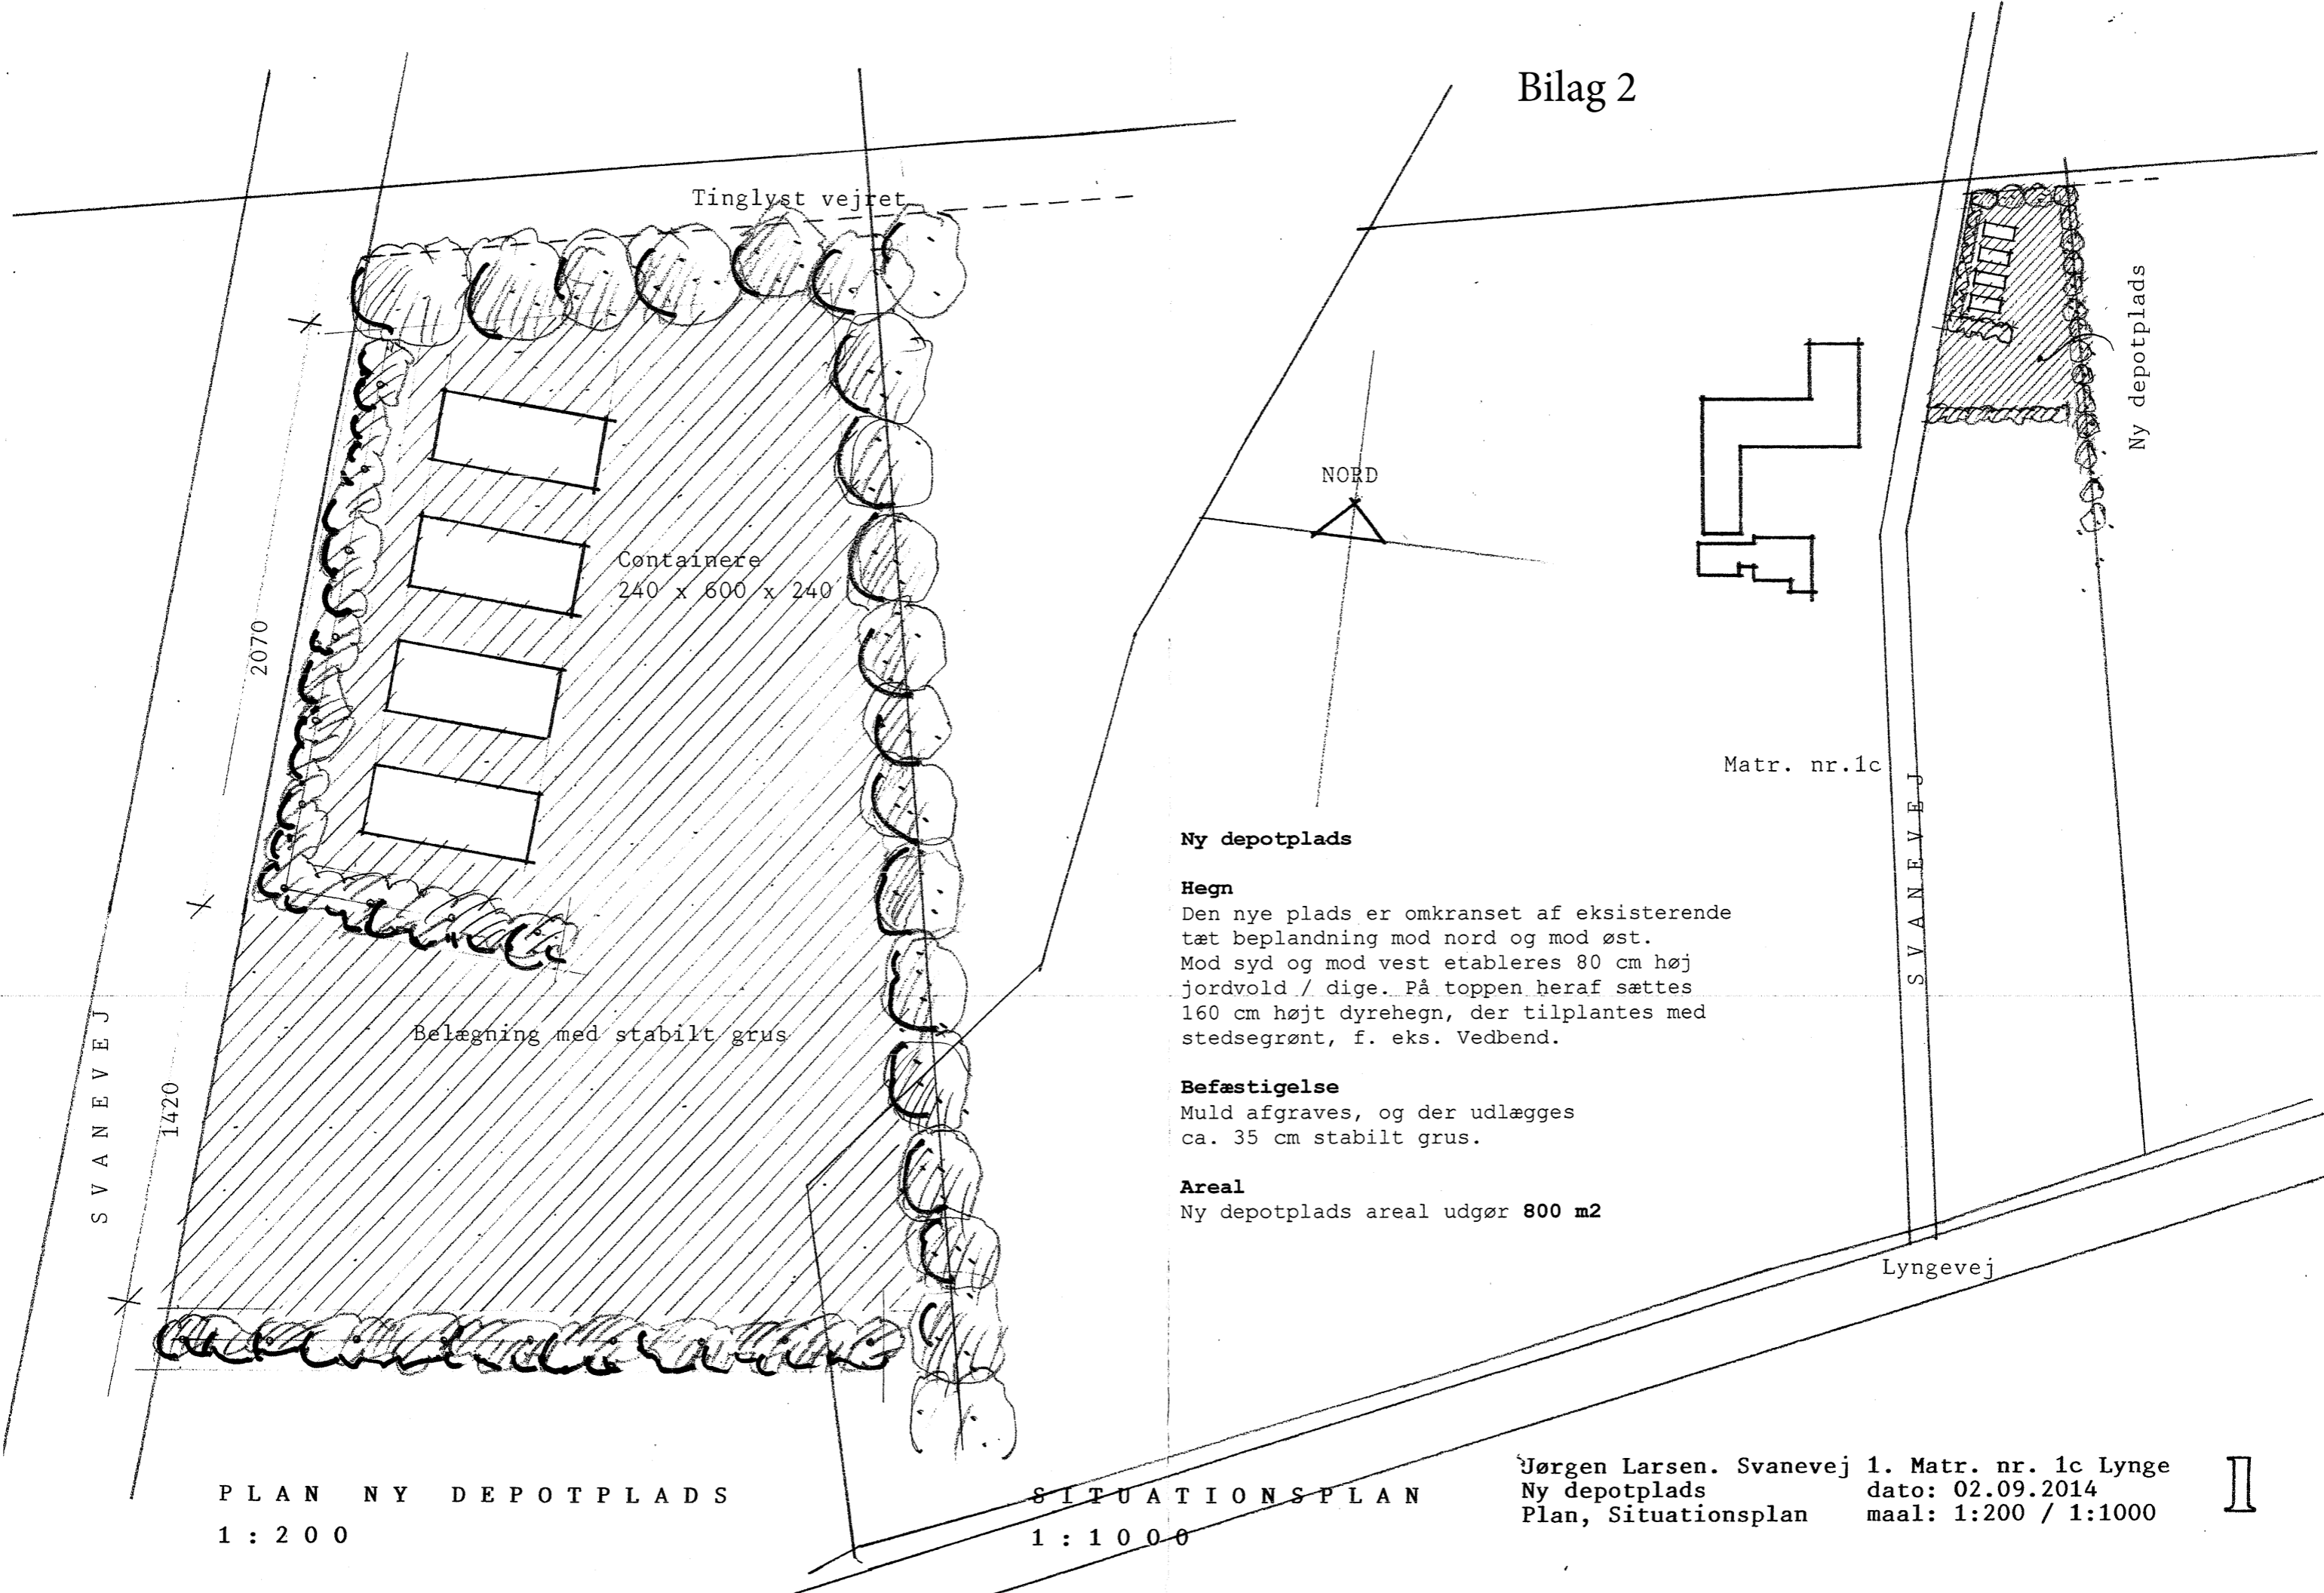 Bilag 2
Tinglyst vejret
Containere
240 x 600 x 240
2070
Belægning med stabilt grus
SVANEVEJ
1420
PLAN NY DEPOTPLADS
1:200
NORD
Ny depotplads
Matr. nr.1c
SVANEVEJ
Ny depotplads
Hegn
Den nye plads er omkranset af eksisterende
tæt beplandning mod nord og mod øst.
Mod syd og mod vest etableres 80 cm høj
jordvold / dige. På toppen heraf sættes
160 cm højt dyrehegn, der tilplantes med
stedsegrønt, f. eks. Vedbend.
Befæstigelse
Muld afgraves, og der udlægges
ca. 35 cm stabilt grus.
Areal
Ny depotplads areal udgør 800 m2
Lyngevej
SITUATIONSPLAN
1:1000
Jørgen Larsen. Svanevej 1. Matr. nr. 1c Lynge
Ny depotplads dato: 02.09.2014
Plan, Situationsplan maal: 1:200 / 1:1000
1